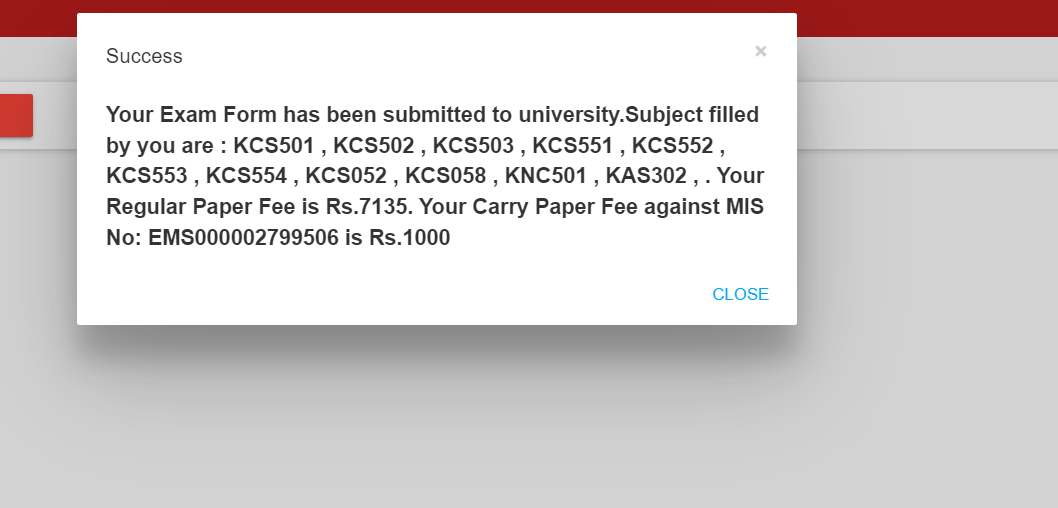 Success
×
Your Exam Form has been submitted to university.Subject filled
by you are : KCS501 , KCS502 , KCS503 , KCS551 , KCS552 ,
KCS553 , KCS554 , KCS052 , KCS058 , KNC501 , KAS302 , . Your
Regular Paper Fee is Rs.7135. Your Carry Paper Fee against MIS
No: EMS000002799506 is Rs.1000
CLOSE